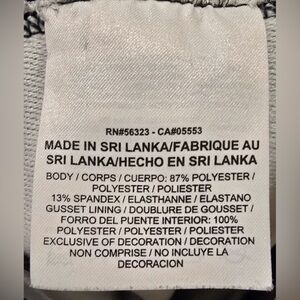 RN#56323 - CA#05553
MADE IN SRI LANKA/FABRIQUE AU
SRI LANKA/HECHO EN SRI LANKA
BODY / CORPS / CUERPO: 87% POLYESTER /
POLYESTER / POLIESTER
13% SPANDEX / ELASTHANNE / ELASTANO
GUSSET LINING / DOUBLURE DE GOUSSET /
FORRO DEL PUENTE INTERIOR: 100%
POLYESTER / POLYESTER / POLIESTER
EXCLUSIVE OF DECORATION / DECORATION
NON COMPRISE / NO INCLUYE LA
DECORACION